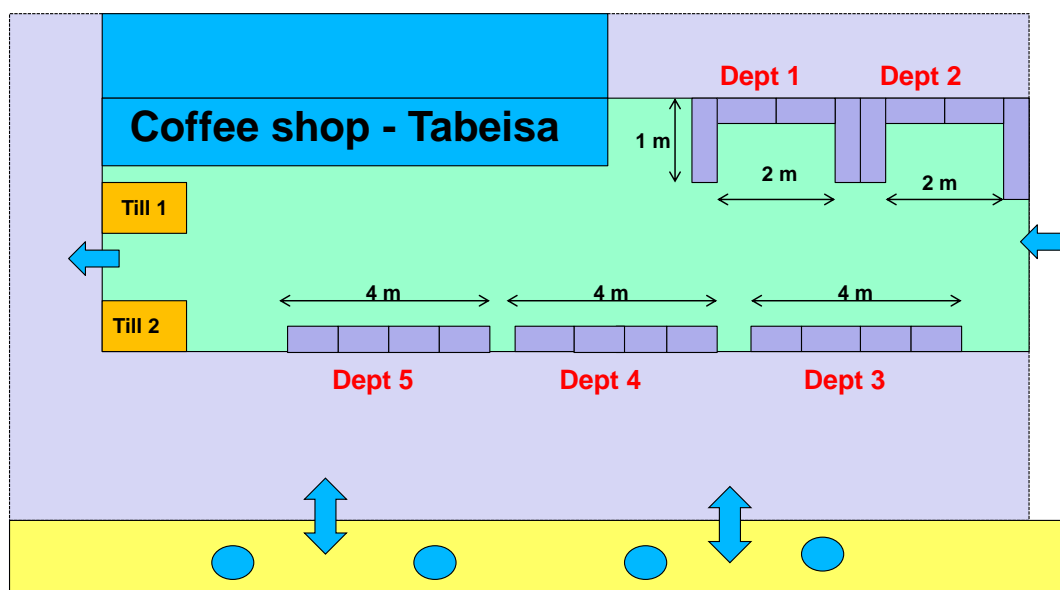 Dept 1
Dept 2
Coffee shop - Tabeisa
1 m
2 m
2 m
Till 1
4 m
4 m
4 m
Till 2
Dept 5
Dept 4
Dept 3